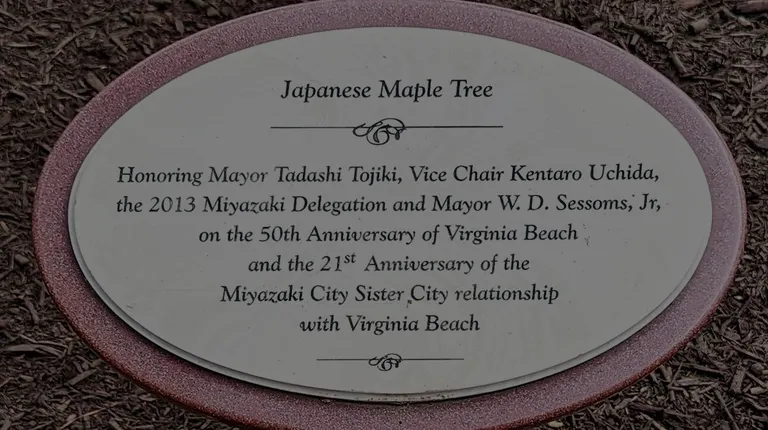 Japanese Maple Tree
Honoring Mayor Tadashi Tojiki, Vice Chair Kentaro Uchida,
the 2013 Miyazaki Delegation and Mayor W. D. Sessoms, Jr,
on the 50th Anniversary of Virginia Beach
and the 21st Anniversary of the
Miyazaki City Sister City relationship
with Virginia Beach